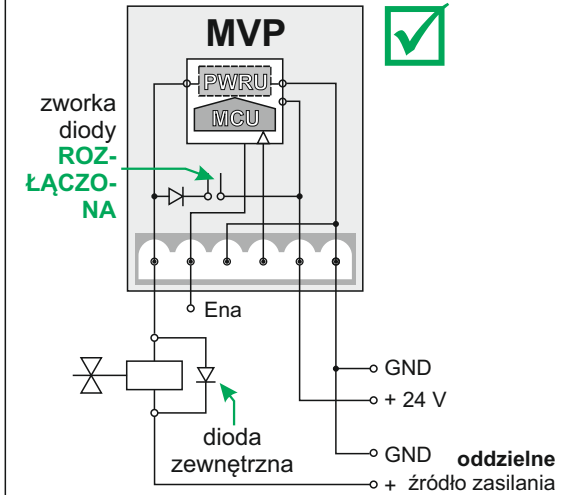 MVP
PWRU
MCU
zworka
diody
ROZ-
ŁĄCZO-
NA
Ena
GND
+ 24 V
dioda
zewnętrzna
GND oddzielne
+ źródło zasilania